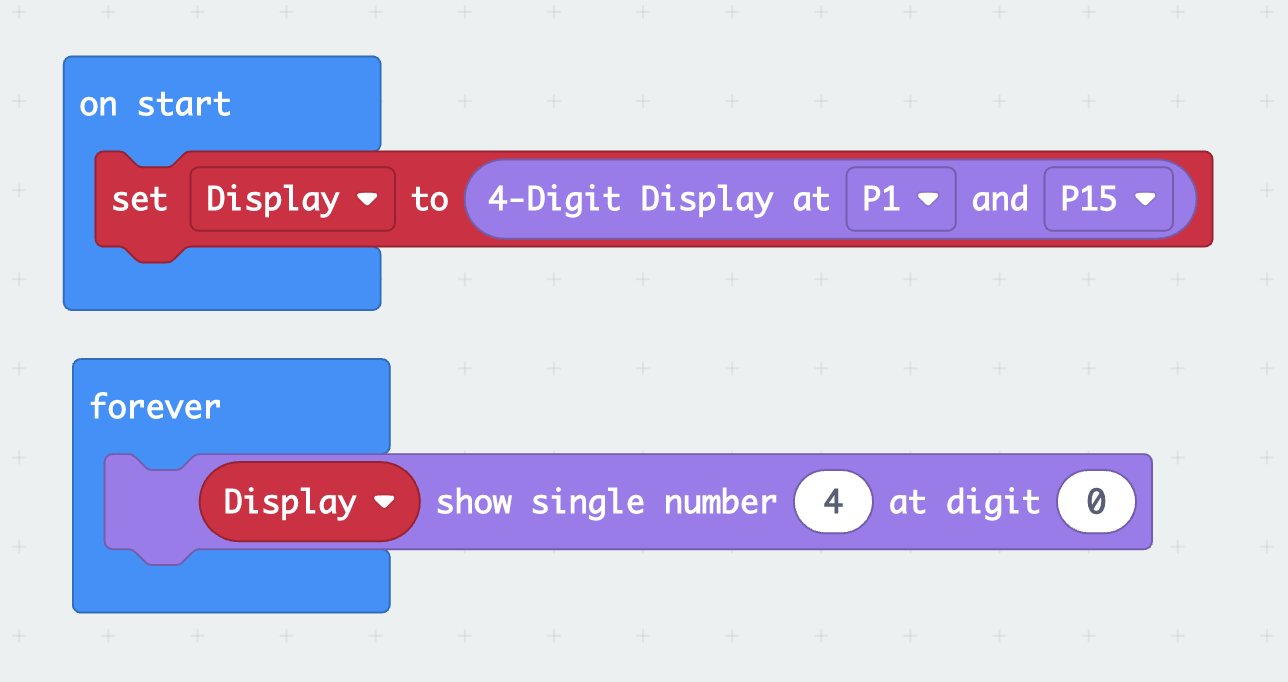 on start
set Display to 4-Digit Display at P1 and P15
forever
Display show single number 4 at digit 0